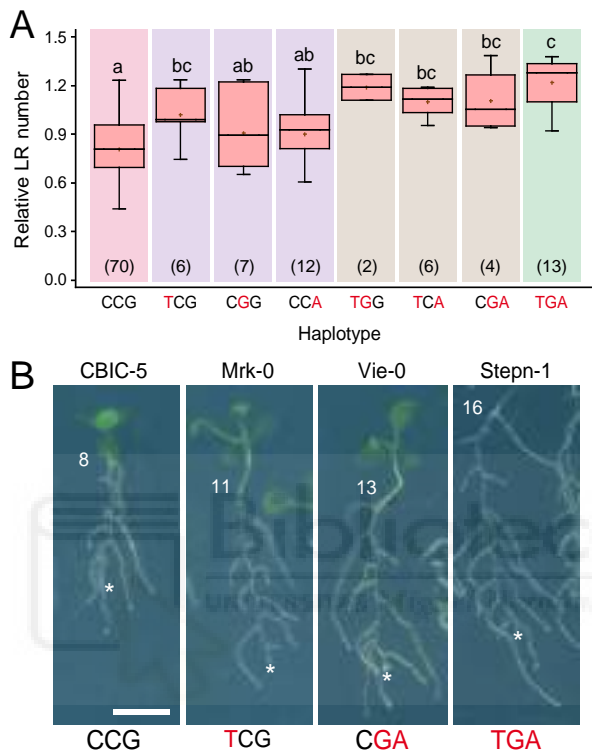 A
Relative LR number
1.5
1.2
0.9
0.6
0.3
0.0
a bc ab ab bc bc bc c
(70) (6) (7) (12) (2) (6) (4) (13)
CCG TCG CGG CCA TGG TCA CGA TGA
Haplotype
B
CBIC-5 Mrk-0 Vie-0 Stepn-1
8 11 13 16
Bibliotec
* * * *
CCG TCG CGA TGA